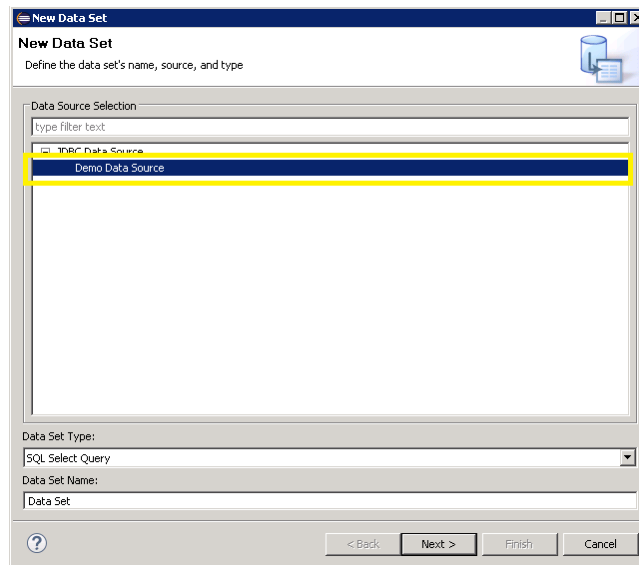 New Data Set
New Data Set
Define the data set's name, source, and type
Data Source Selection
type filter text
JDBC Data Source
Demo Data Source
Data Set Type:
SQL Select Query
Data Set Name:
Data Set
< Back Next > Finish Cancel